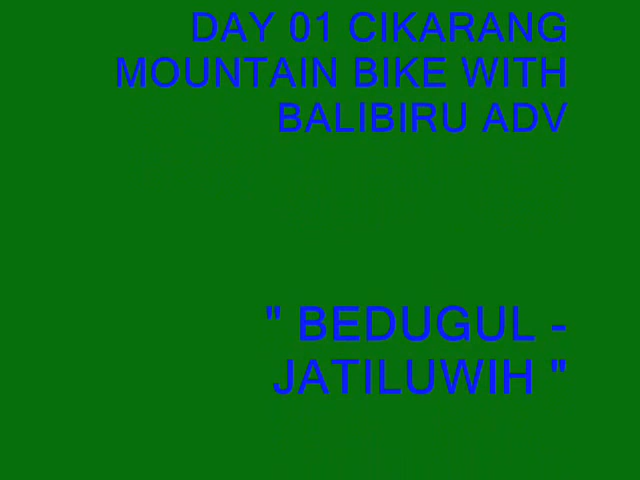 DAY 01 CIKARANG
MOUNTAIN BIKE WITH
BALIBIRU ADV
" BEDUGUL -
JATILUWIH "